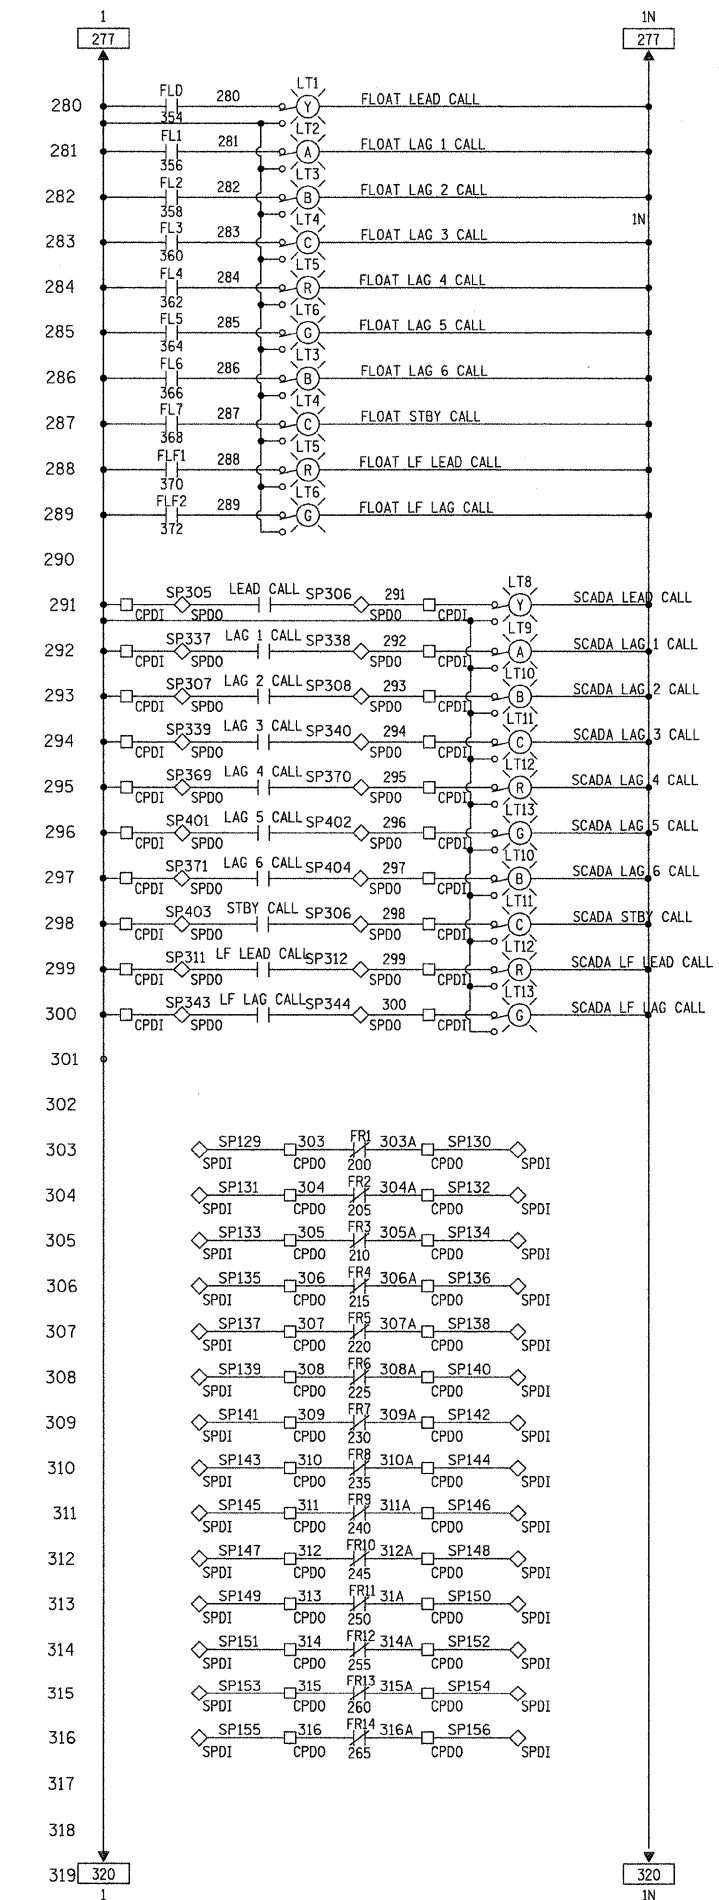 1 1N
277 277
LT1
280 FLD 280 Y FLOAT LEAD CALL
354 LT2
281 FL1 281 A FLOAT LAG 1 CALL
356 LT3
282 FL2 282 B FLOAT LAG 2 CALL
358 LT4 1N
283 FL3 283 C FLOAT LAG 3 CALL
360 LT5
284 FL4 284 R FLOAT LAG 4 CALL
362 LT6
285 FL5 285 G FLOAT LAG 5 CALL
364 LT3
286 FL6 286 B FLOAT LAG 6 CALL
366 LT4
287 FL7 287 C FLOAT STBY CALL
368 LT5
288 FLF1 288 R FLOAT LF LEAD CALL
370 LT6
289 FLF2 289 G FLOAT LF LAG CALL
372
290
LT8
291 SP305 LEAD CALL SP306 291 Y SCADA LEAD CALL
CPDI SPDO SPDO CPDI LT9
292 SP337 LAG 1 CALL SP338 292 A SCADA LAG 1 CALL
CPDI SPDO SPDO CPDI LT10
293 SP307 LAG 2 CALL SP308 293 B SCADA LAG 2 CALL
CPDI SPDO SPDO CPDI LT11
294 SP339 LAG 3 CALL SP340 294 C SCADA LAG 3 CALL
CPDI SPDO SPDO CPDI LT12
295 SP369 LAG 4 CALL SP370 295 R SCADA LAG 4 CALL
CPDI SPDO SPDO CPDI LT13
296 SP401 LAG 5 CALL SP402 296 G SCADA LAG 5 CALL
CPDI SPDO SPDO CPDI LT10
297 SP371 LAG 6 CALL SP404 297 B SCADA LAG 6 CALL
CPDI SPDO SPDO CPDI LT11
298 SP403 STBY CALL SP306 298 C SCADA STBY CALL
CPDI SPDO SPDO CPDI LT12
299 SP311 LF LEAD CALL SP312 299 R SCADA LF LEAD CALL
CPDI SPDO SPDO CPDI LT13
300 SP343 LF LAG CALL SP344 300 G SCADA LF LAG CALL
CPDI SPDO SPDO CPDI
301
302
303 SP129 303 FR1 303A SP130
SPDI CPDO 200 CPDO SPDI
304 SP131 304 FR2 304A SP132
SPDI CPDO 205 CPDO SPDI
305 SP133 305 FR3 305A SP134
SPDI CPDO 210 CPDO SPDI
306 SP135 306 FR4 306A SP136
SPDI CPDO 215 CPDO SPDI
307 SP137 307 FR5 307A SP138
SPDI CPDO 220 CPDO SPDI
308 SP139 308 FR6 308A SP140
SPDI CPDO 225 CPDO SPDI
309 SP141 309 FR7 309A SP142
SPDI CPDO 230 CPDO SPDI
310 SP143 310 FR8 310A SP144
SPDI CPDO 235 CPDO SPDI
311 SP145 311 FR9 311A SP146
SPDI CPDO 240 CPDO SPDI
312 SP147 312 FR10 312A SP148
SPDI CPDO 245 CPDO SPDI
313 SP149 313 FR11 31A SP150
SPDI CPDO 250 CPDO SPDI
314 SP151 314 FR12 314A SP152
SPDI CPDO 255 CPDO SPDI
315 SP153 315 FR13 315A SP154
SPDI CPDO 260 CPDO SPDI
316 SP155 316 FR14 316A SP156
SPDI CPDO 265 CPDO SPDI
317
318
319 320 320
1 1N